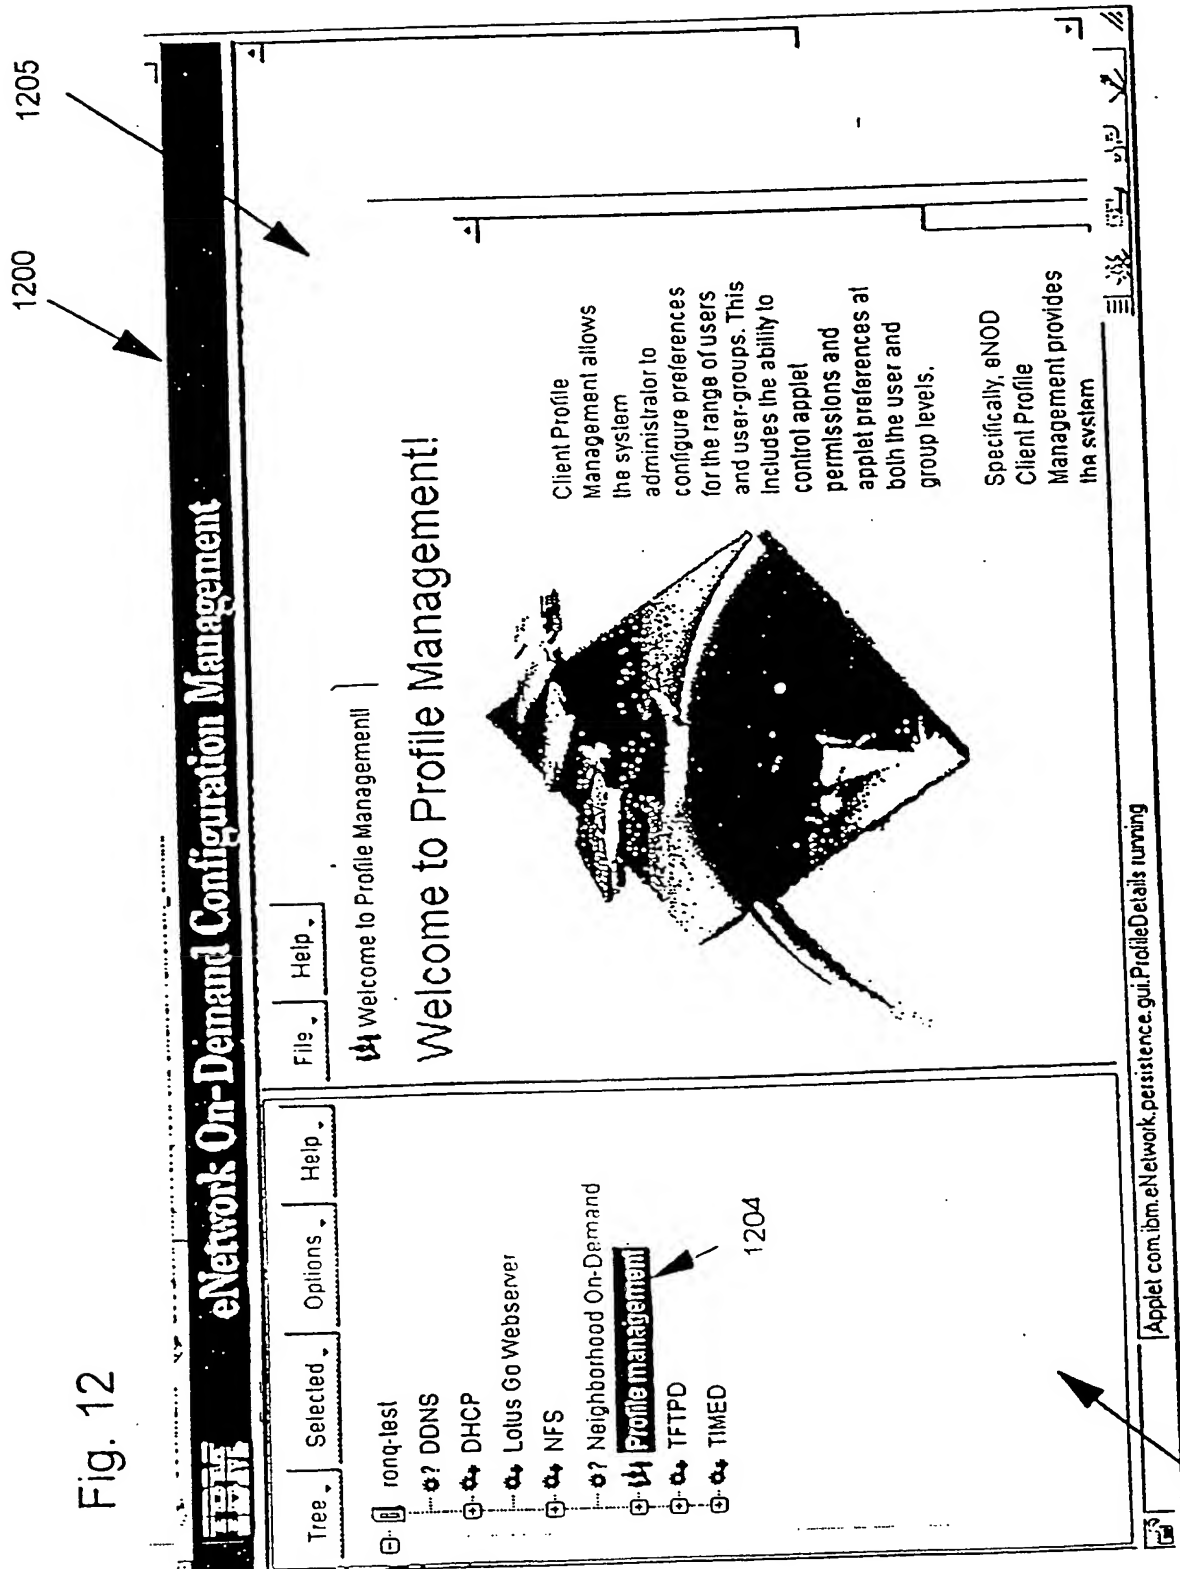 Fig. 12
1200
1205
IBM
eNetwork On-Demand Configuration Management
Tree
Selected
Options
Help
ronq-test
? DDNS
DHCP
Lotus Go Webserver
NFS
? Neighborhood On-Demand
Profile management
TFTPD
TIMED
1204
File
Help
Welcome to Profile Management!
Welcome to Profile Management!
Client Profile
Management allows
the system
administrator to
configure preferences
for the range of users
and user-groups. This
Includes the ability to
control applet
permissions and
applet preferences at
both the user and
group levels.
Specifically, eNOD
Client Profile
Management provides
the system
Applet com.ibm.eNetwork.persistence.gui.ProfileDetails running